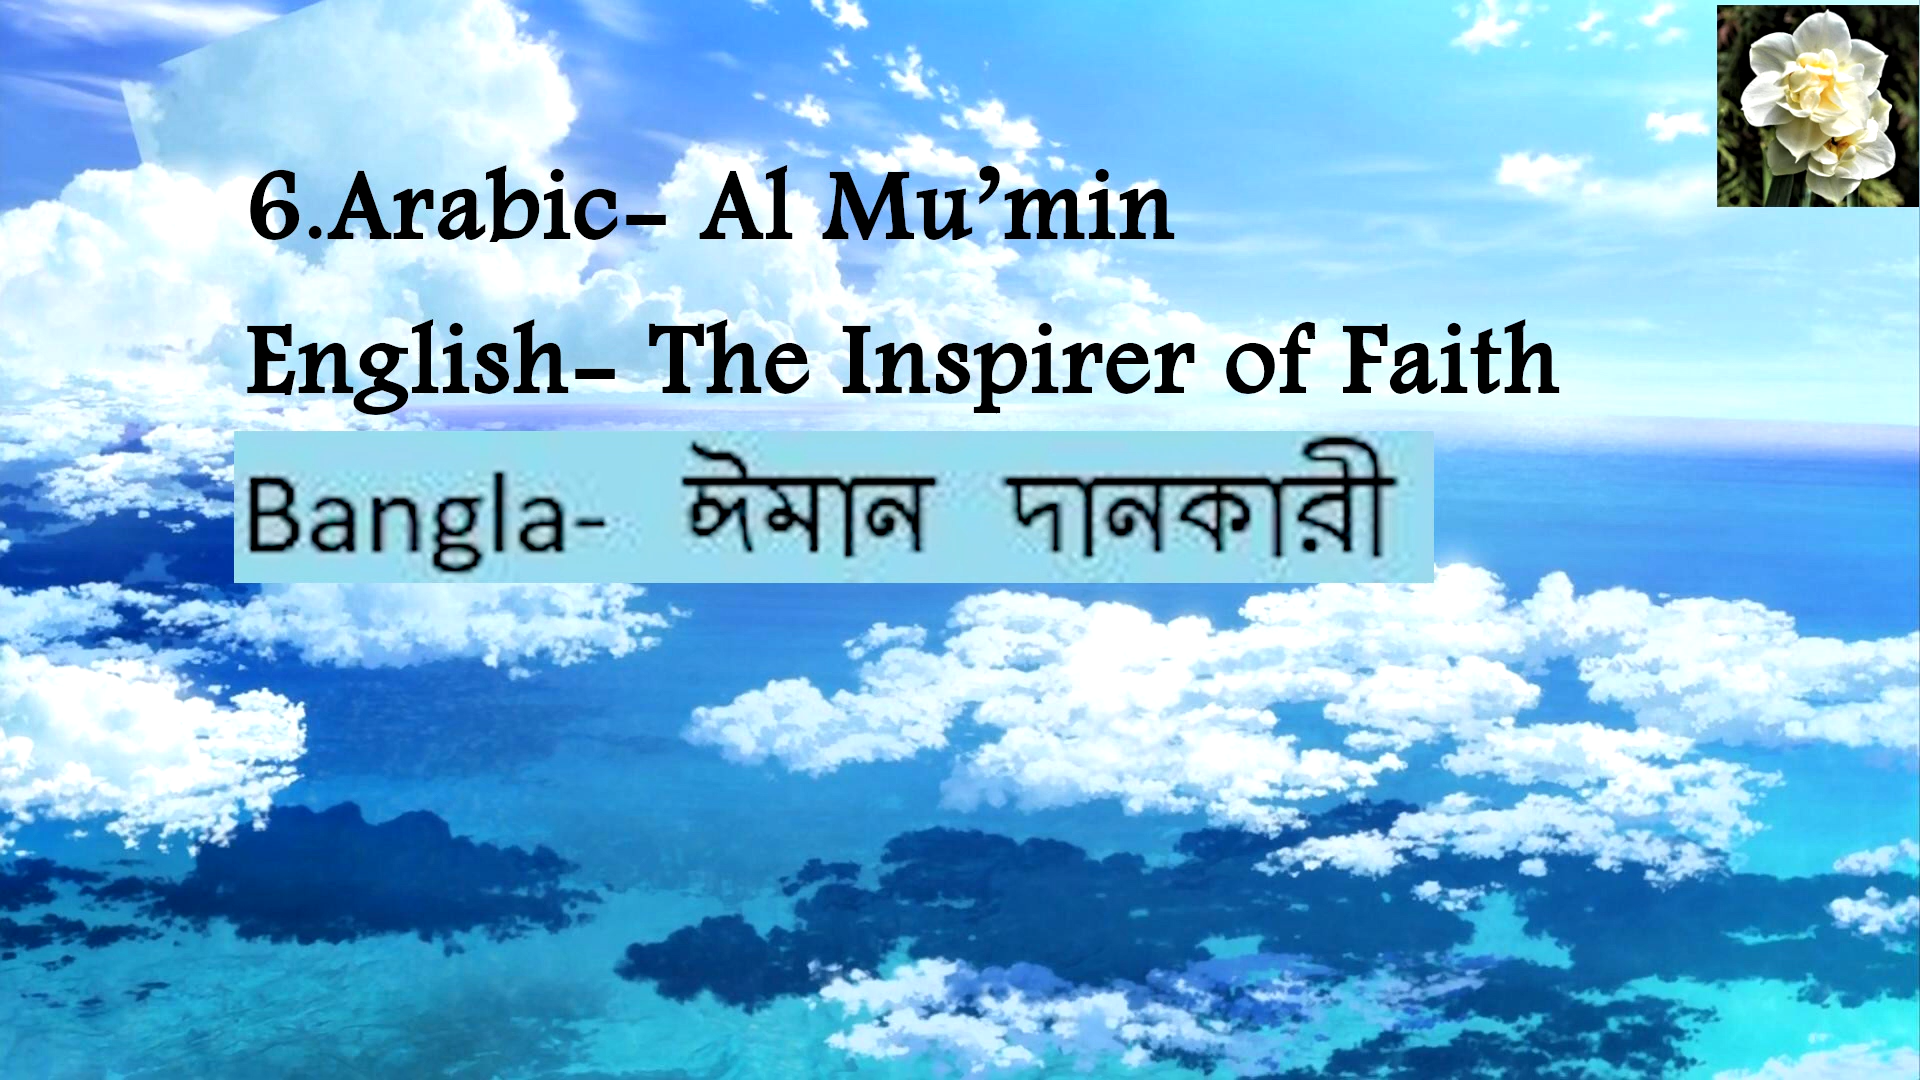 6.Arabic- Al Mu’min
English- The Inspirer of Faith
Bangla- ঈমান দানকারী